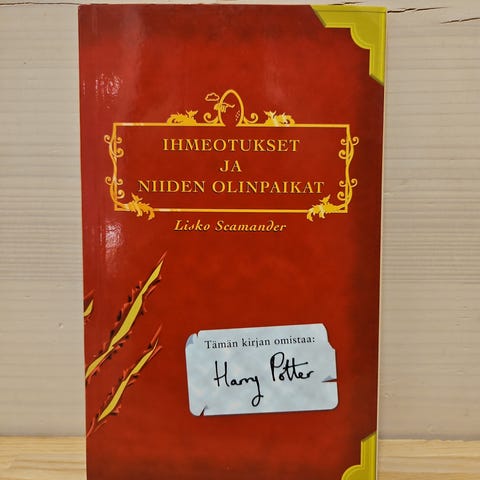 IHMEOTUKSET
JA
NIIDEN OLINPAIKAT
Lisko Scamander
Tämän kirjan omistaa:
Harry Potter